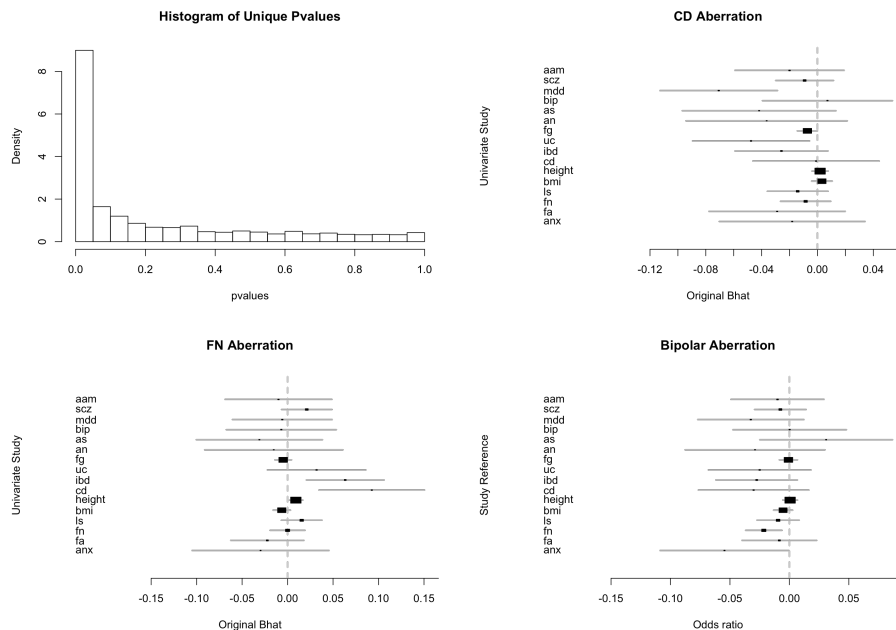 Histogram of Unique Pvalues
Density
0
2
4
6
8
0.0
0.2
0.4
0.6
0.8
1.0
pvalues
CD Aberration
Univariate Study
aam
scz
mdd
bip
as
an
fg
uc
ibd
cd
height
bmi
ls
fn
fa
anx
-0.12
-0.08
-0.04
0.00
0.04
Original Bhat
FN Aberration
Univariate Study
aam
scz
mdd
bip
as
an
fg
uc
ibd
cd
height
bmi
ls
fn
fa
anx
-0.15
-0.10
-0.05
0.00
0.05
0.10
0.15
Original Bhat
Bipolar Aberration
Study Reference
aam
scz
mdd
bip
as
an
fg
uc
ibd
cd
height
bmi
ls
fn
fa
anx
-0.15
-0.10
-0.05
0.00
0.05
Odds ratio